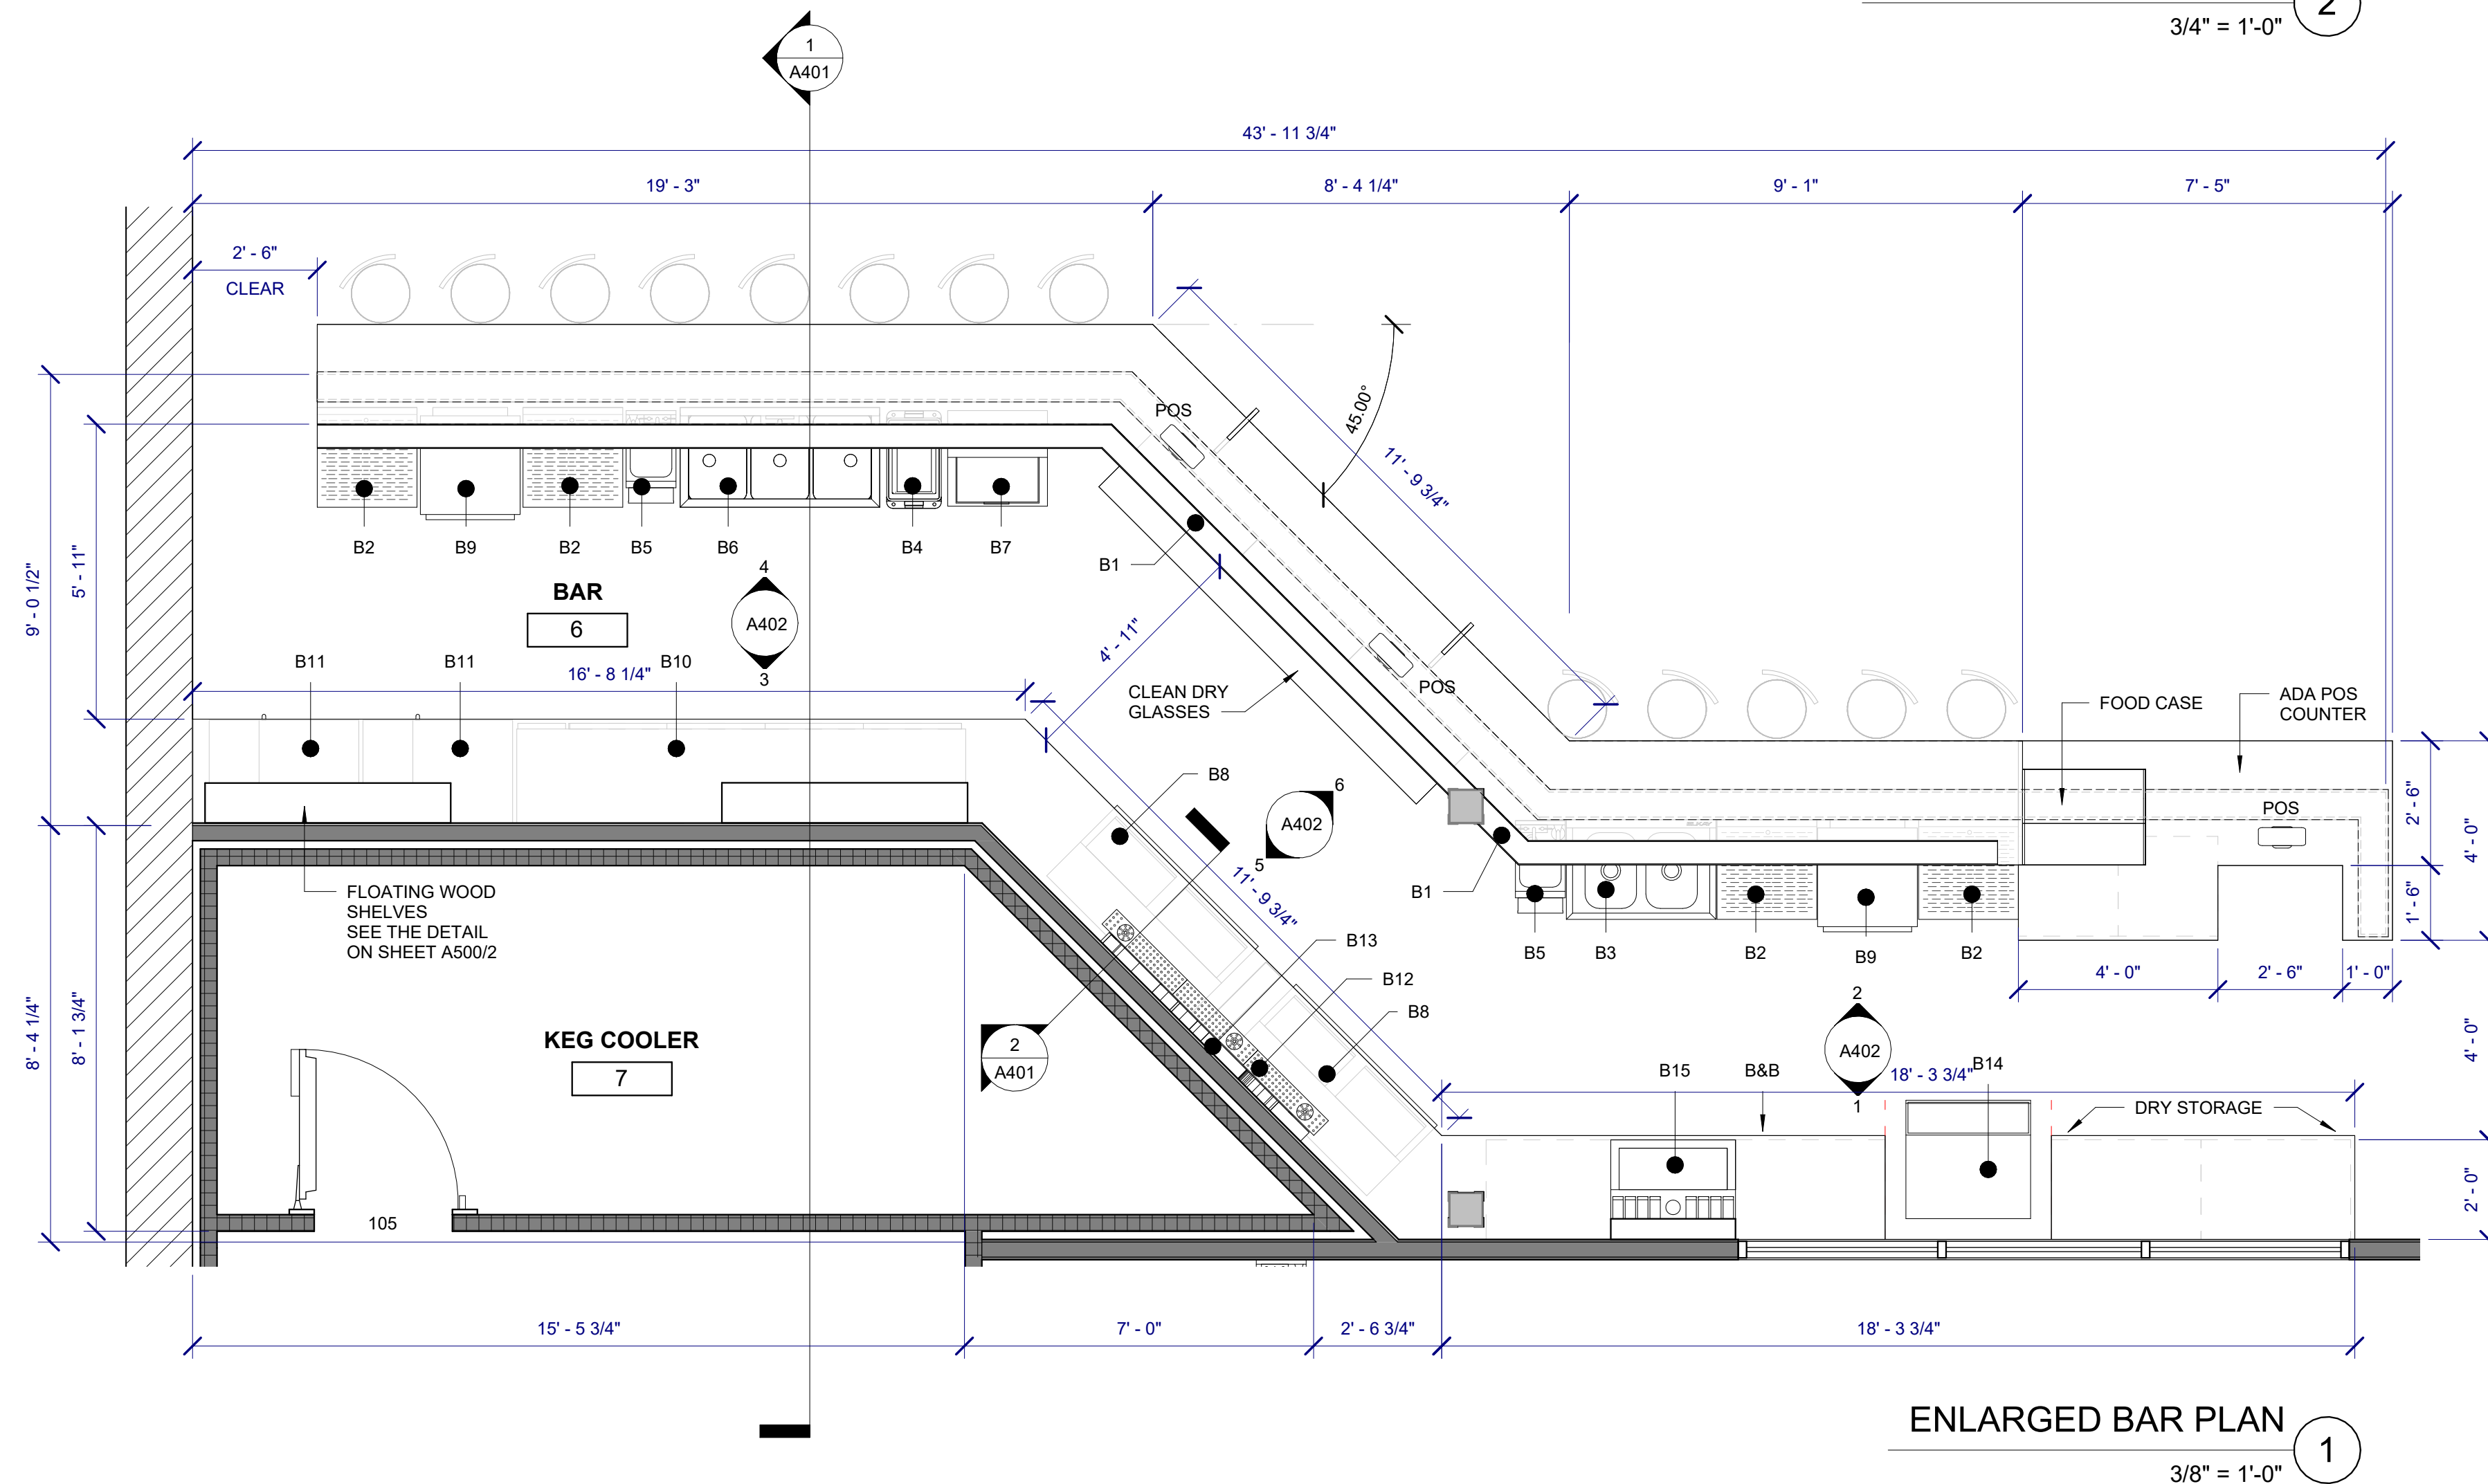 2
3/4" = 1'-0"
1
A401
43' - 11 3/4"
19' - 3"
8' - 4 1/4"
9' - 1"
7' - 5"
2' - 6"
CLEAR
45.00°
POS
11' - 9 3/4"
B2
B9
B2
B5
B6
B4
B7
B1
9' - 0 1/2"
5' - 11"
BAR
6
4
A402
3
4' - 11"
B11
B11
16' - 8 1/4"
B10
CLEAN DRY
GLASSES
POS
FOOD CASE
ADA POS
COUNTER
B8
6
A402
5
POS
2' - 6"
4' - 0"
1' - 6"
11' - 9 3/4"
B1
FLOATING WOOD
SHELVES
SEE THE DETAIL
ON SHEET A500/2
B13
B12
B8
B5
B3
B2
B9
B2
4' - 0"
2' - 6"
1' - 0"
8' - 4 1/4"
8' - 1 3/4"
KEG COOLER
7
2
A401
2
A402
1
4' - 0"
B15
B&B
18' - 3 3/4"
B14
DRY STORAGE
2' - 0"
105
15' - 5 3/4"
7' - 0"
2' - 6 3/4"
18' - 3 3/4"
ENLARGED BAR PLAN
1
3/8" = 1'-0"